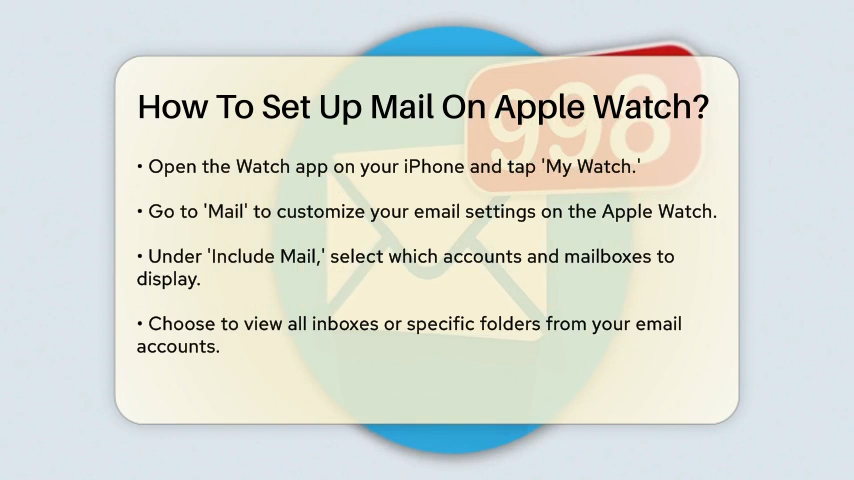 998
How To Set Up Mail On Apple Watch?
• Open the Watch app on your iPhone and tap 'My Watch.'
• Go to 'Mail' to customize your email settings on the Apple Watch.
• Under 'Include Mail,' select which accounts and mailboxes to
display.
• Choose to view all inboxes or specific folders from your email
accounts.